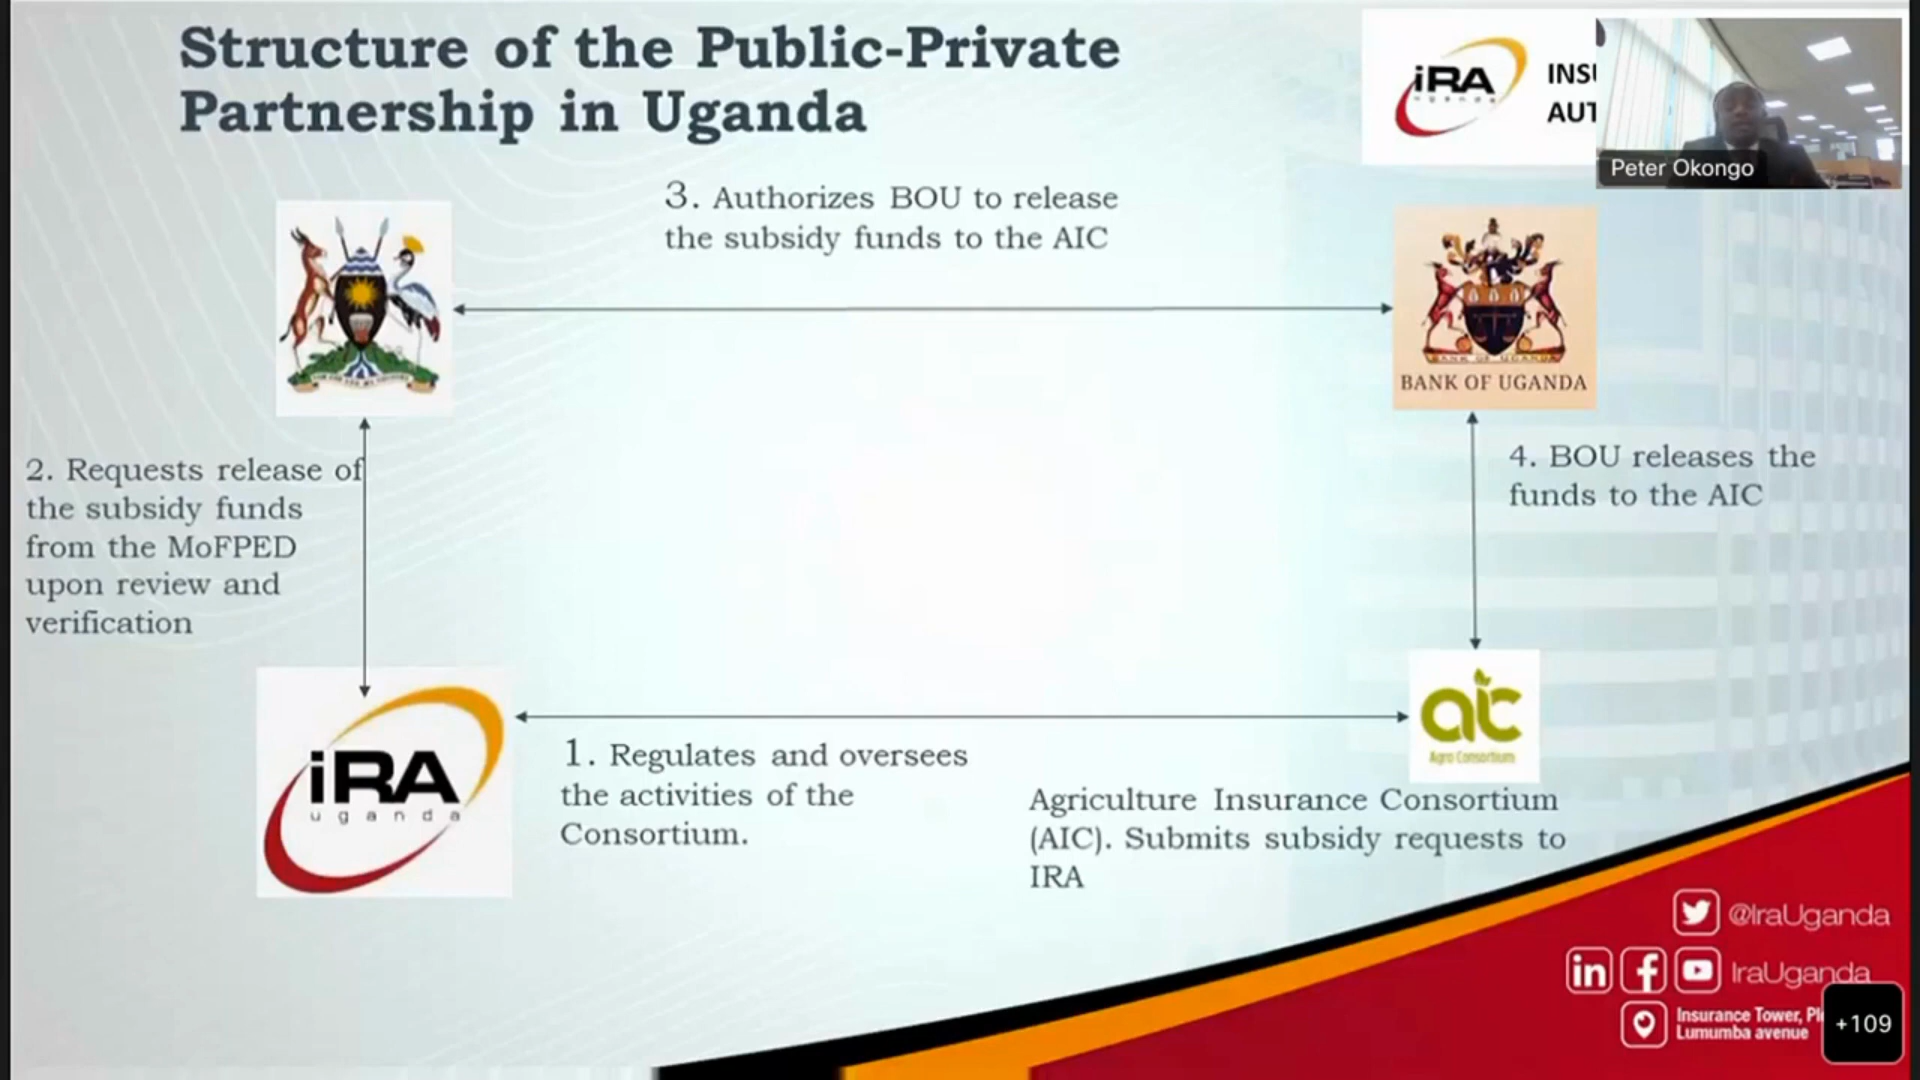 Structure of the Public-Private
Partnership in Uganda
iRA
uganda
Peter Okongo
3. Authorizes BOU to release
the subsidy funds to the AIC
BANK OF UGANDA
2. Requests release of
the subsidy funds
from the MoFPED
upon review and
verification
4. BOU releases the
funds to the AIC
iRA
uganda
1. Regulates and oversees
the activities of the
Consortium.
aic
Agro Consortium
Agriculture Insurance Consortium
(AIC). Submits subsidy requests to
IRA
@IraUganda
in f IraUganda
Insurance Tower,
Lumumba avenue
+109